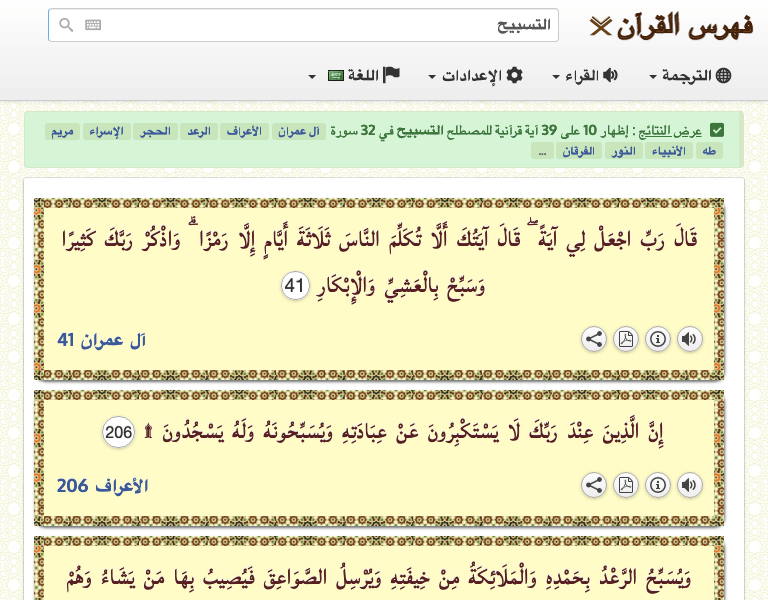 فهرس القرآن
التسبيح
الترجمة القراء الإعدادات اللغة
عرض النتائج : إظهار 10 على 39 آية قرآنية للمصطلح التسبيح في 32 سورة آل عمران الأعراف الرعد الحجر الإسراء مريم
طه الأنبياء النور الفرقان ...
قَالَ رَبِّ اجْعَلْ لِي آيَةً ۖ قَالَ آيَتُكَ أَلَّا تُكَلِّمَ النَّاسَ ثَلَاثَةَ أَيَّامٍ إِلَّا رَمْزًا ۗ وَاذْكُرْ رَبَّكَ كَثِيرًا
وَسَبِّحْ بِالْعَشِيِّ وَالْإِبْكَارِ 41
آل عمران 41
إِنَّ الَّذِينَ عِنْدَ رَبِّكَ لَا يَسْتَكْبِرُونَ عَنْ عِبَادَتِهِ وَيُسَبِّحُونَهُ وَلَهُ يَسْجُدُونَ ۩ 206
الأعراف 206
وَيُسَبِّحُ الرَّعْدُ بِحَمْدِهِ وَالْمَلَائِكَةُ مِنْ خِيفَتِهِ وَيُرْسِلُ الصَّوَاعِقَ فَيُصِيبُ بِهَا مَنْ يَشَاءُ وَهُمْ